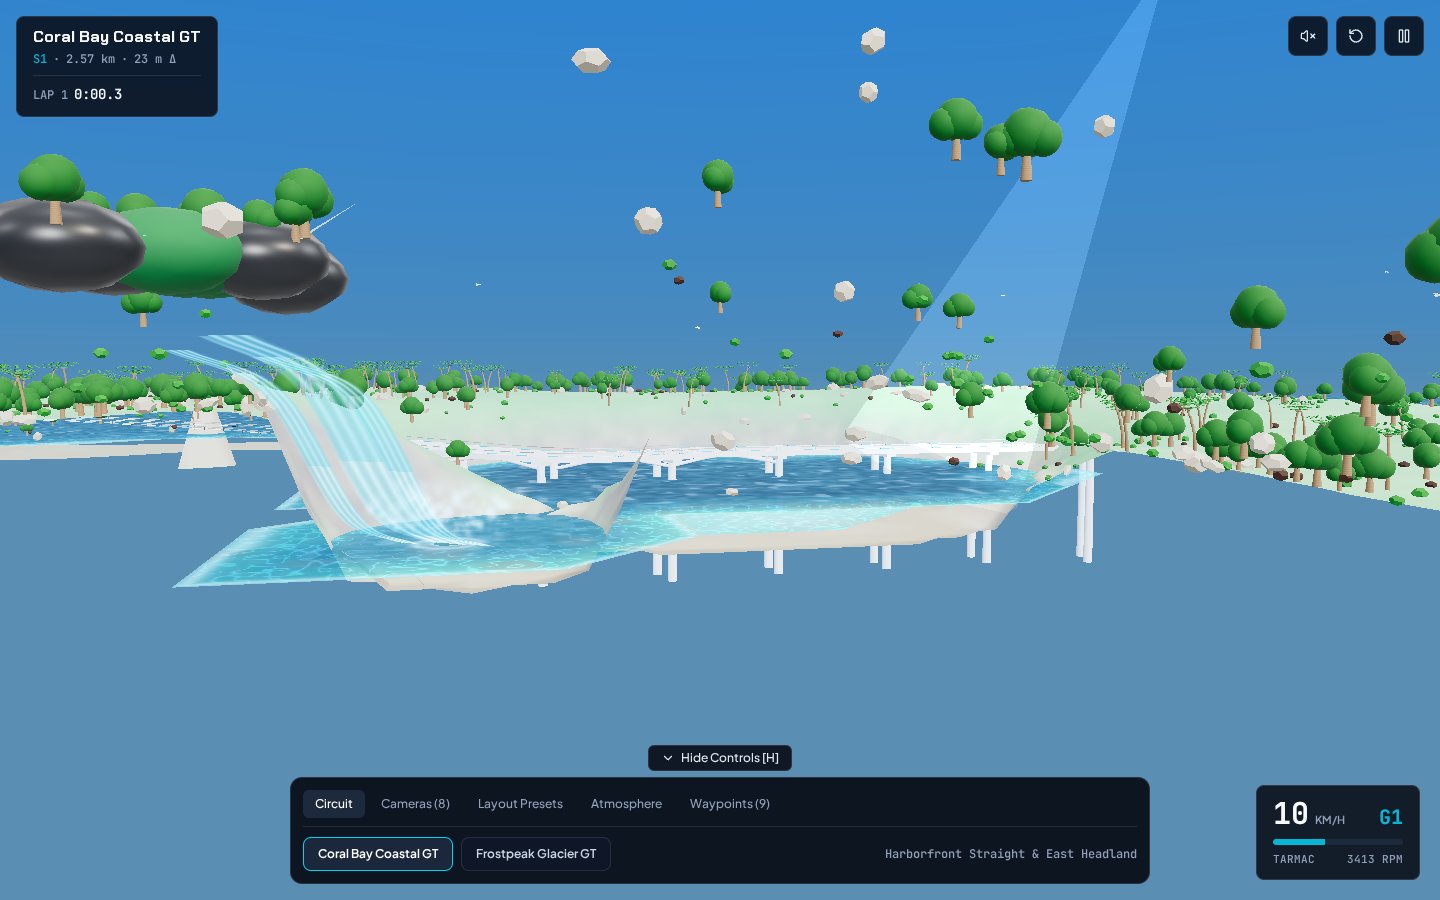 Coral Bay Coastal GT
S1 · 2.57 km · 23 m Δ
LAP 1 0:00.3
Hide Controls [H]
Circuit Cameras (8) Layout Presets Atmosphere Waypoints (9)
Coral Bay Coastal GT Frostpeak Glacier GT Harborfront Straight & East Headland
10 KM/H G1
TARMAC 3413 RPM